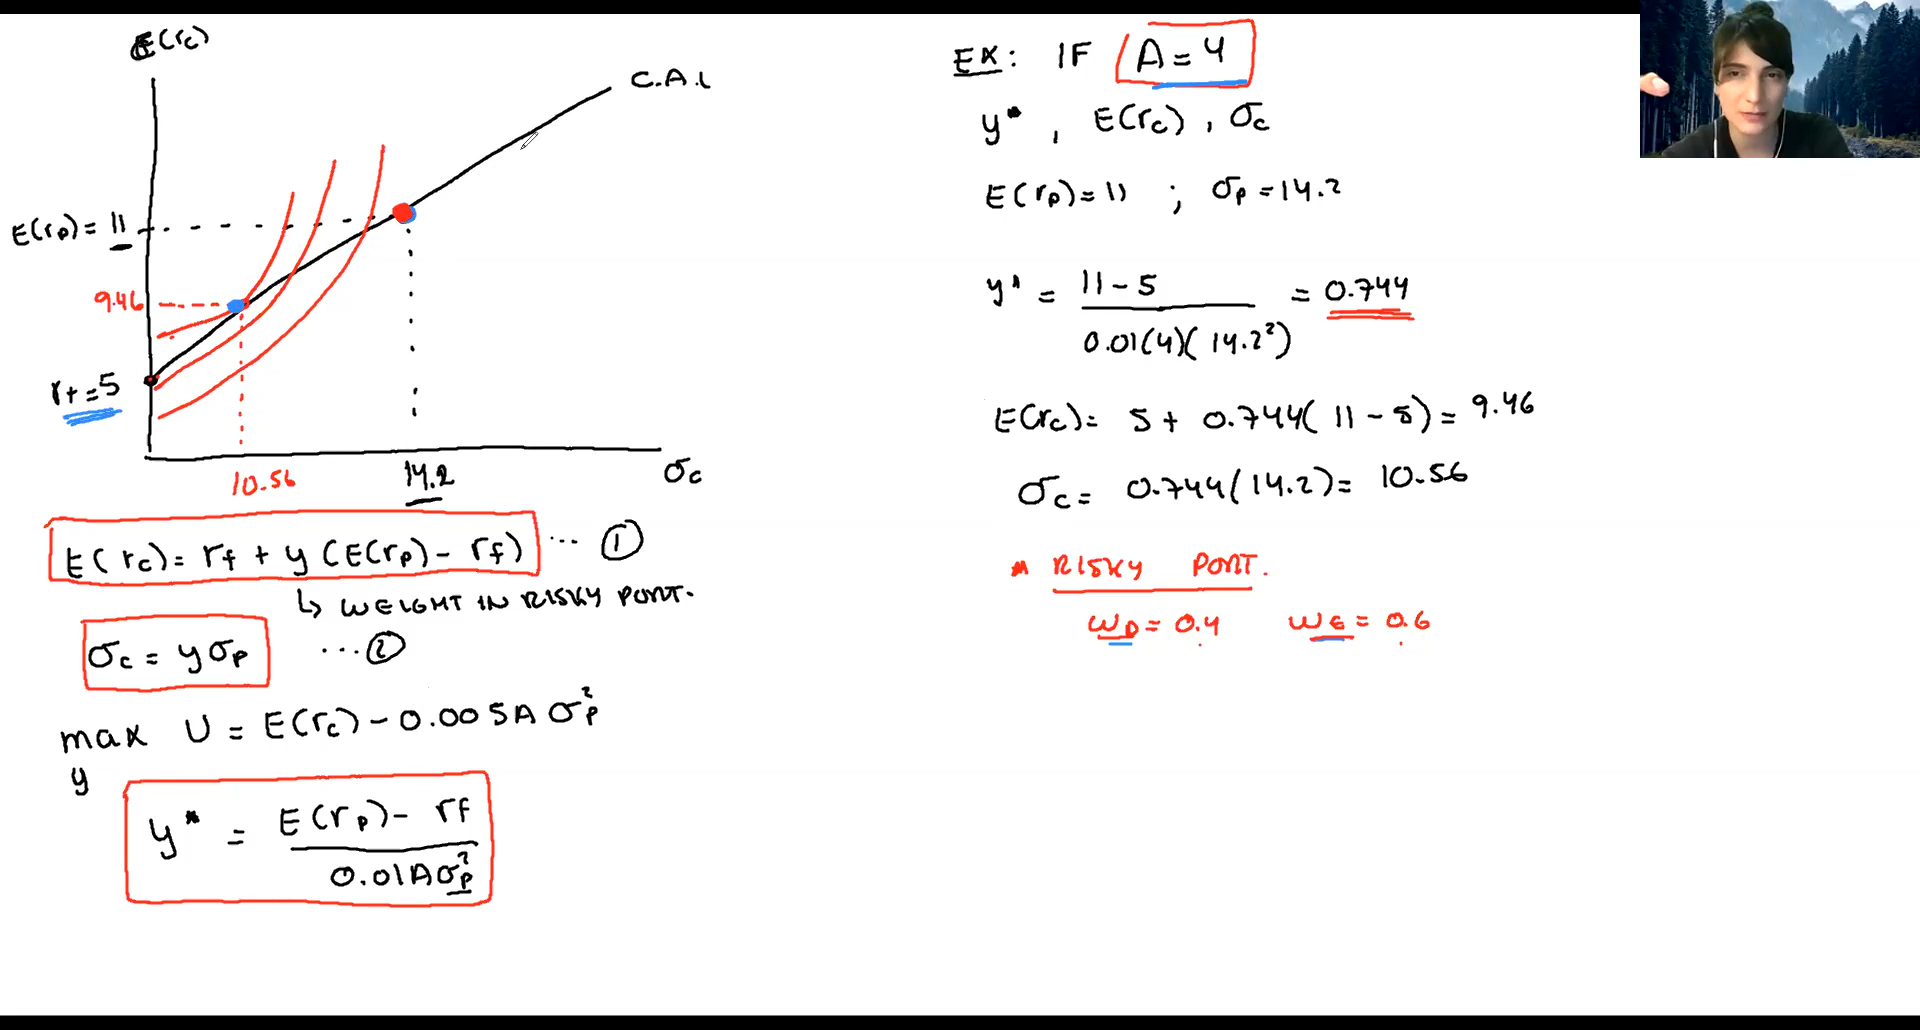 E(rc)
C.A.L
E(rp) = 11
9.46
rf = 5
10.56
14.2
σc
E(rc) = rf + y (E(rp) - rf) ... ①
↳ WEIGHT IN RISKY PORT.
σc = y σp ... ②
max U = E(rc) - 0.005A σp²
y
y* = E(rp) - rf
0.01Aσp²
EX: IF A = 4
y* , E(rc) , σc
E(rp) = 11 ; σp = 14.2
y* = 11 - 5 = 0.744
0.01(4)(14.2²)
E(rc) = 5 + 0.744(11 - 5) = 9.46
σc = 0.744(14.2) = 10.56
* RISKY PORT.
WD = 0.4 WE = 0.6